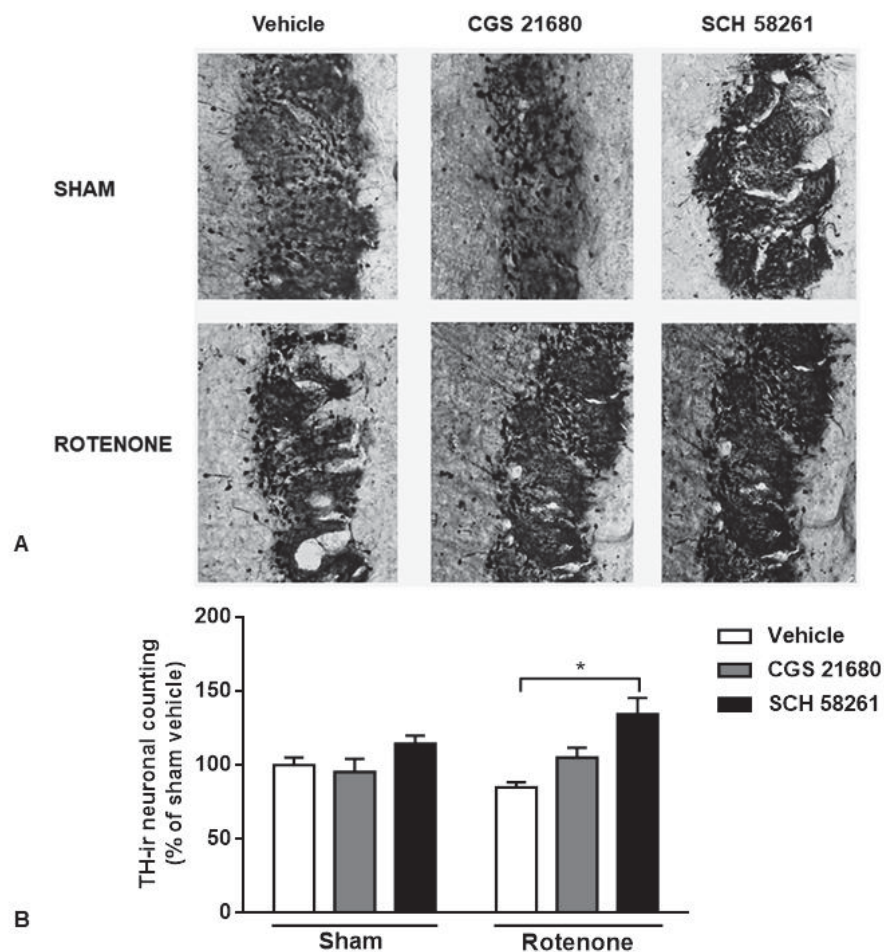 Vehicle CGS 21680 SCH 58261
SHAM
ROTENONE
A
200
150
100
50
0
TH-ir neuronal counting
(% of sham vehicle)
*
Vehicle
CGS 21680
SCH 58261
B
Sham Rotenone